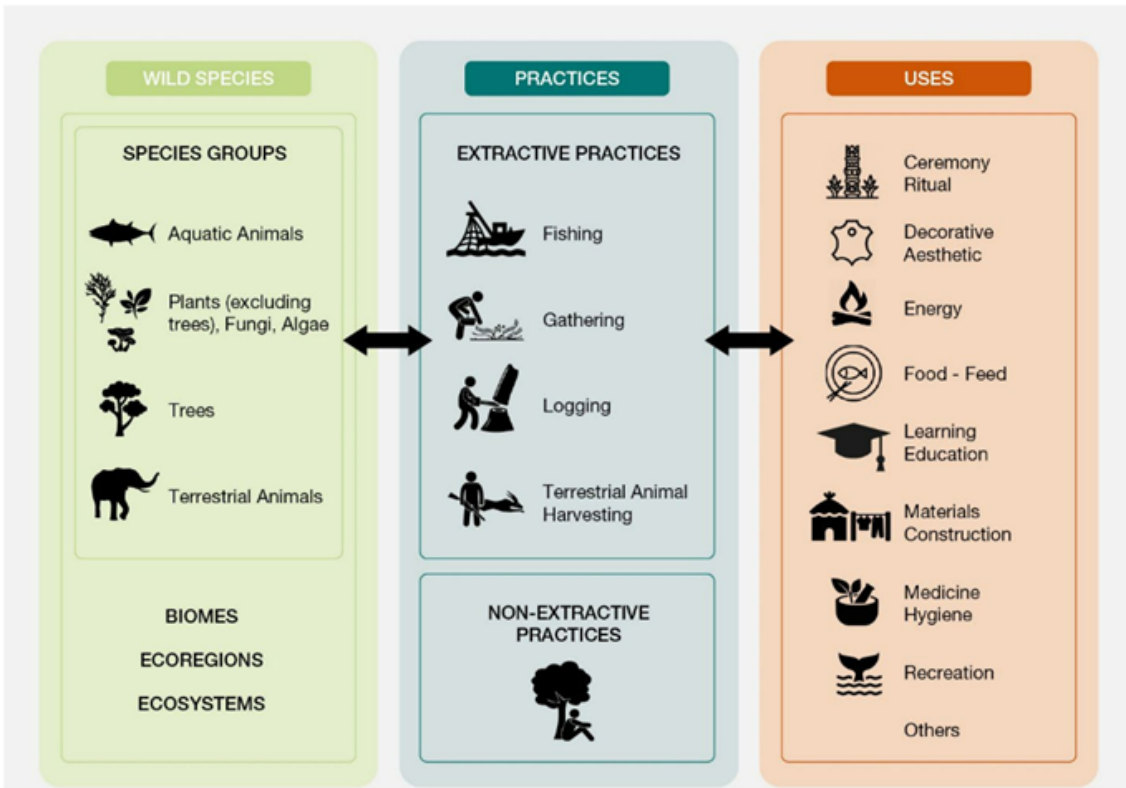 WILD SPECIES
SPECIES GROUPS
Aquatic Animals
Plants (excluding
trees), Fungi, Algae
Trees
Terrestrial Animals
BIOMES
ECOREGIONS
ECOSYSTEMS
PRACTICES
EXTRACTIVE PRACTICES
Fishing
Gathering
Logging
Terrestrial Animal
Harvesting
NON-EXTRACTIVE
PRACTICES
USES
Ceremony
Ritual
Decorative
Aesthetic
Energy
Food - Feed
Learning
Education
Materials
Construction
Medicine
Hygiene
Recreation
Others